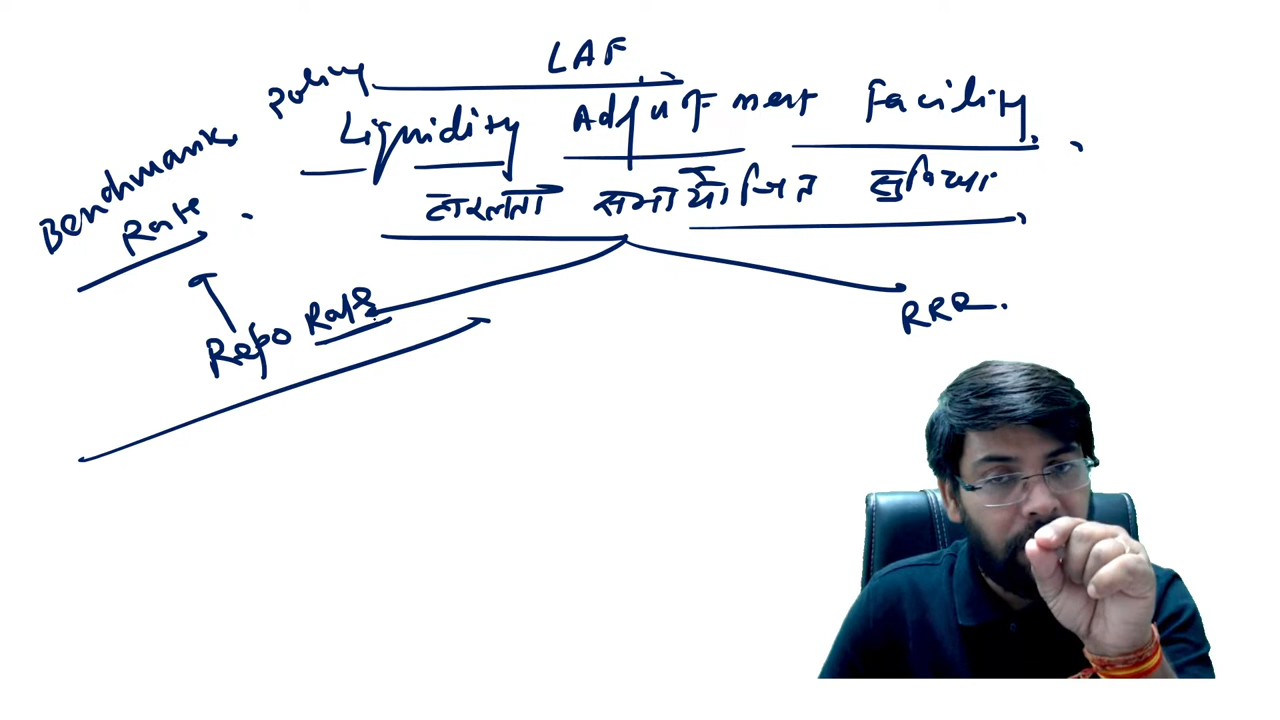 LAF
Policy
Liquidity Adjustment Facility
तरलता समायोजित सुविधा
Benchmark
Rate
Repo Rate
RRR